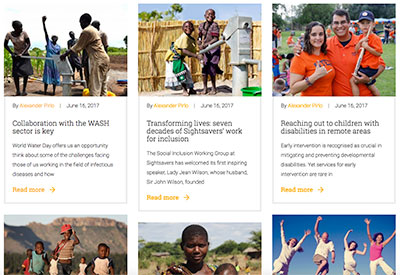 By Alexander Pirlo | June 16, 2017
Collaboration with the WASH
sector is key
World Water Day offers us an opportunity
think about some of the challenges facing
those of us working in the field of infectious
diseases and how
Read more →
By Alexander Pirlo | June 16, 2017
Transforming lives: seven
decades of Sightsavers' work
for inclusion
The Social Inclusion Working Group at
Sightsavers has welcomed its first inspiring
speaker, Lady Jean Wilson, whose husband,
Sir John Wilson, founded
Read more →
By Alexander Pirlo | June 16, 2017
Reaching out to children with
disabilities in remote areas
Early intervention is recognised as crucial in
mitigating and preventing developmental
disabilities. Yet services for early
intervention are rare in
Read more →